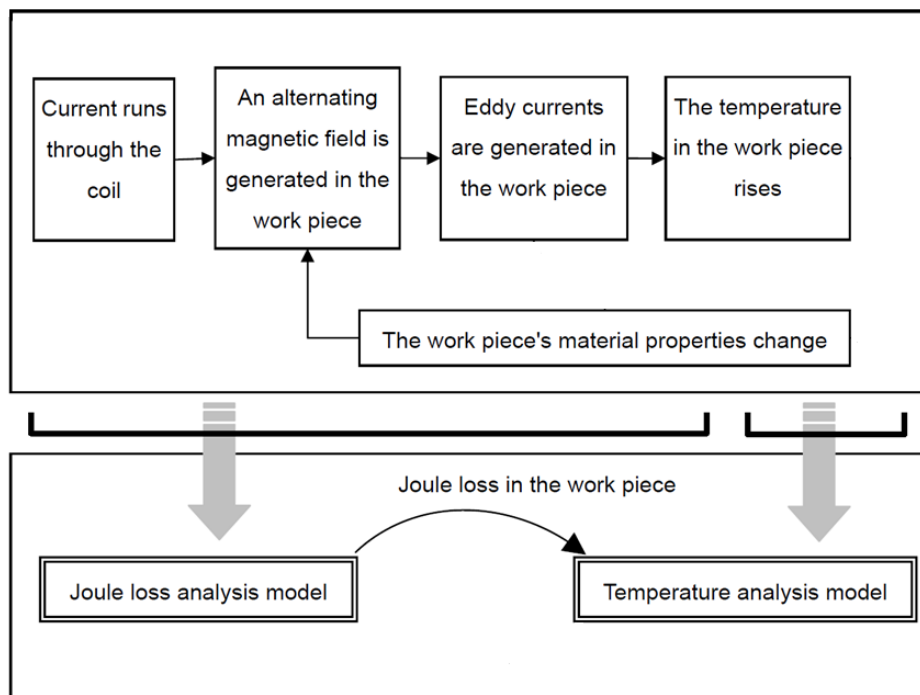 Current runs
through the
coil
An alternating
magnetic field is
generated in the
work piece
Eddy currents
are generated in
the work piece
The temperature
in the work piece
rises
The work piece's material properties change
Joule loss in the work piece
Joule loss analysis model
Temperature analysis model